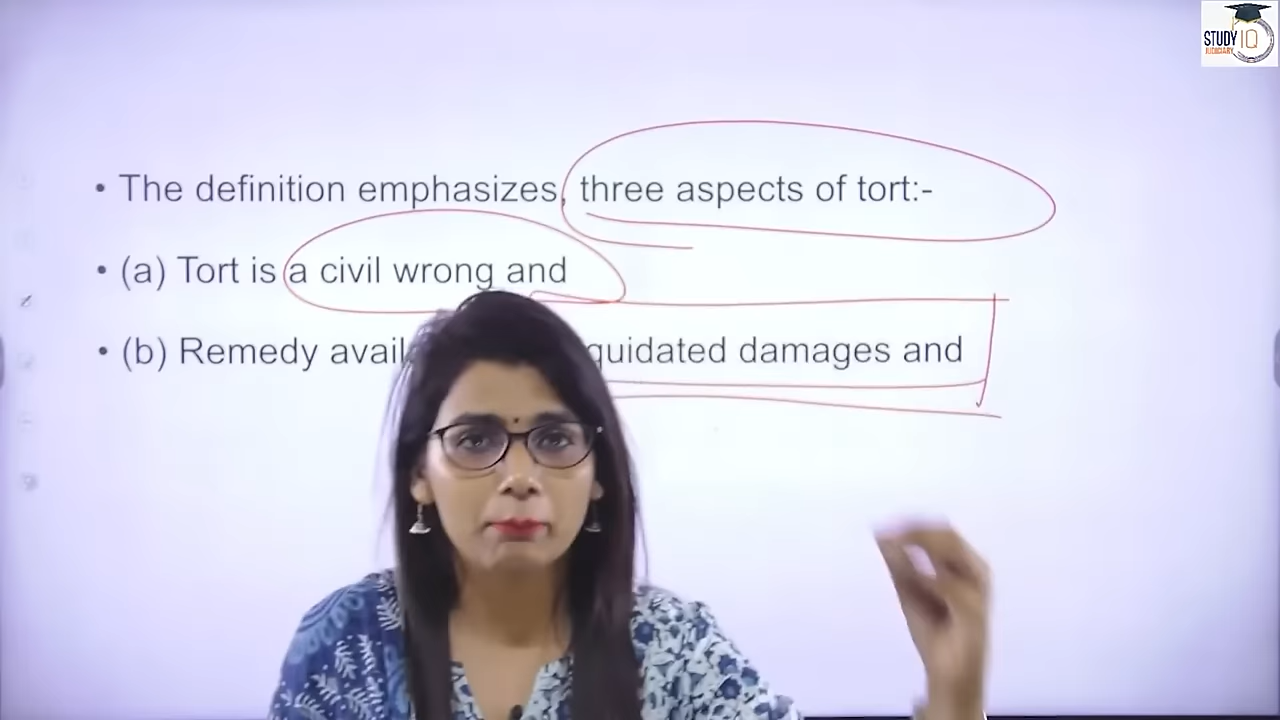 STUDY IQ
JUDICIARY
• The definition emphasizes, three aspects of tort:-
• (a) Tort is a civil wrong and
• (b) Remedy avail quidated damages and